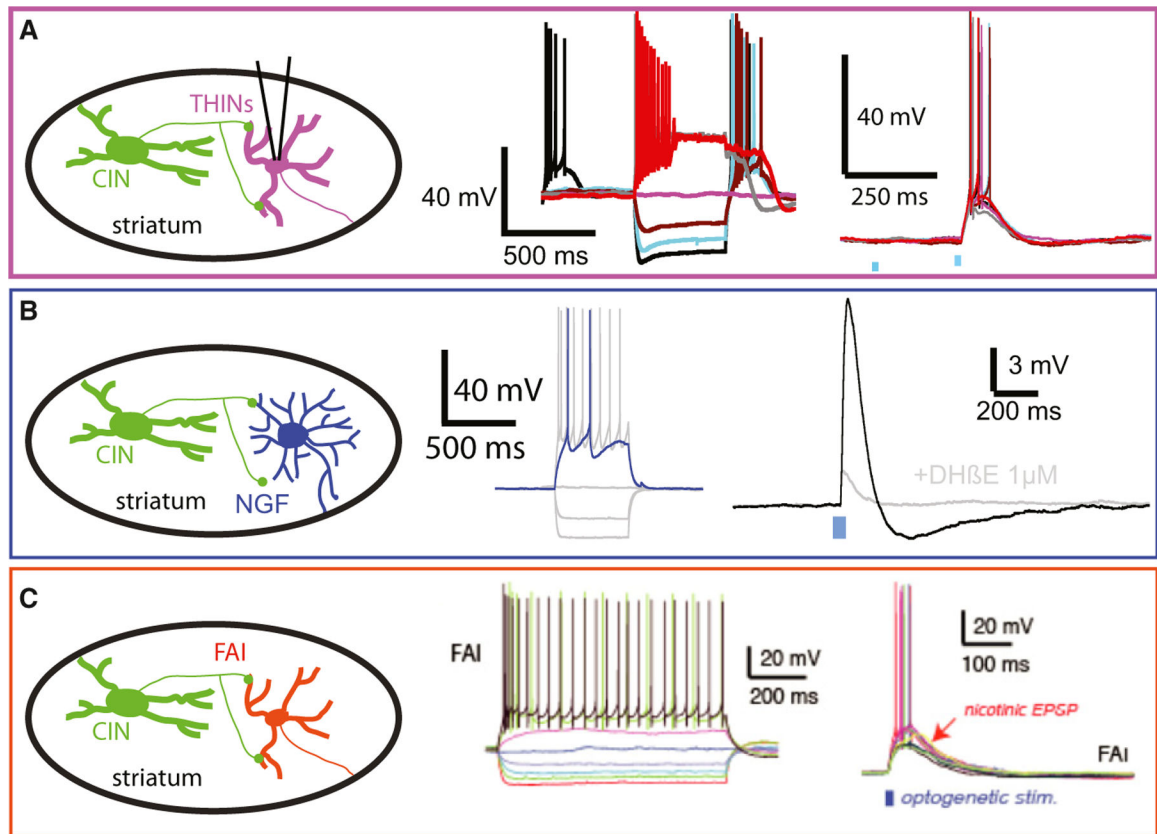 A
THINs
CIN
striatum
40 mV
500 ms
40 mV
250 ms
B
CIN
striatum
NGF
40 mV
500 ms
3 mV
200 ms
+DHßE 1µM
C
FAI
CIN
striatum
FAI
20 mV
200 ms
20 mV
100 ms
nicotinic EPSP
FAI
optogenetic stim.